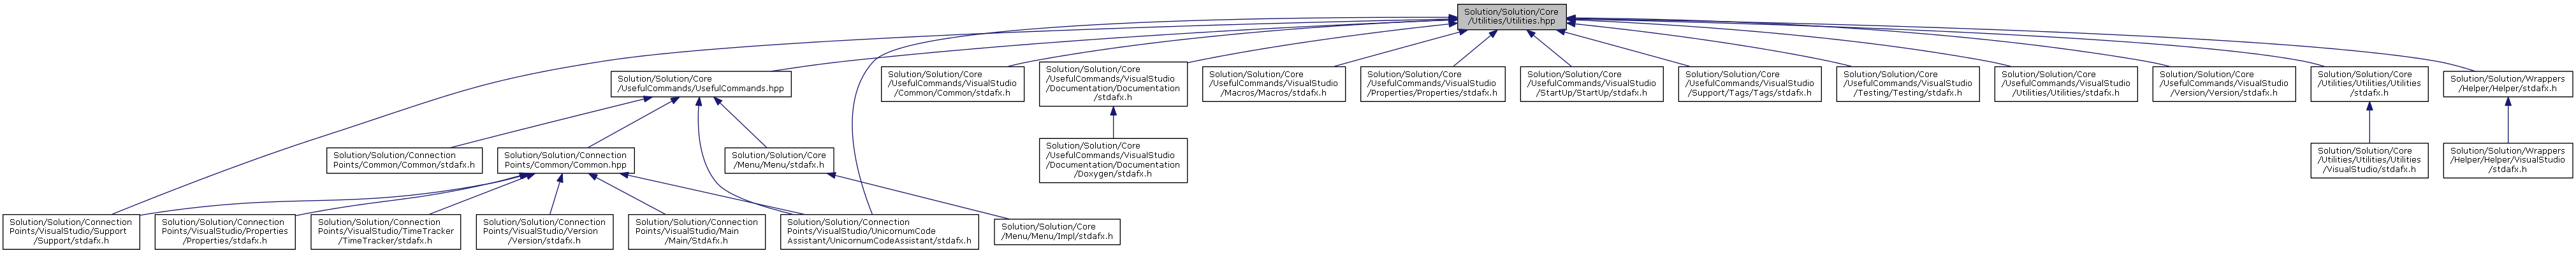 Solution/Solution/Core
/Utilities/Utilities.hpp
Solution/Solution/Core
/UsefulCommands/UsefulCommands.hpp
Solution/Solution/Core
/UsefulCommands/VisualStudio
/Common/Common/stdafx.h
Solution/Solution/Core
/UsefulCommands/VisualStudio
/Documentation/Documentation
/stdafx.h
Solution/Solution/Core
/UsefulCommands/VisualStudio
/Macros/Macros/stdafx.h
Solution/Solution/Core
/UsefulCommands/VisualStudio
/Properties/Properties/stdafx.h
Solution/Solution/Core
/UsefulCommands/VisualStudio
/StartUp/StartUp/stdafx.h
Solution/Solution/Core
/UsefulCommands/VisualStudio
/Support/Tags/Tags/stdafx.h
Solution/Solution/Core
/UsefulCommands/VisualStudio
/Testing/Testing/stdafx.h
Solution/Solution/Core
/UsefulCommands/VisualStudio
/Utilities/Utilities/stdafx.h
Solution/Solution/Core
/UsefulCommands/VisualStudio
/Version/Version/stdafx.h
Solution/Solution/Core
/Utilities/Utilities/Utilities
/stdafx.h
Solution/Solution/Wrappers
/Helper/Helper/stdafx.h
Solution/Solution/Connection
Points/Common/Common/stdafx.h
Solution/Solution/Connection
Points/Common/Common.hpp
Solution/Solution/Core
/Menu/Menu/stdafx.h
Solution/Solution/Core
/UsefulCommands/VisualStudio
/Documentation/Documentation
/Doxygen/stdafx.h
Solution/Solution/Core
/Utilities/Utilities/Utilities
/VisualStudio/stdafx.h
Solution/Solution/Wrappers
/Helper/Helper/VisualStudio
/stdafx.h
Solution/Solution/Connection
Points/VisualStudio/Support
/Support/stdafx.h
Solution/Solution/Connection
Points/VisualStudio/Properties
/Properties/stdafx.h
Solution/Solution/Connection
Points/VisualStudio/TimeTracker
/TimeTracker/stdafx.h
Solution/Solution/Connection
Points/VisualStudio/Version
/Version/stdafx.h
Solution/Solution/Connection
Points/VisualStudio/Main
/Main/StdAfx.h
Solution/Solution/Connection
Points/VisualStudio/UnicornumCode
Assistant/UnicornumCodeAssistant/stdafx.h
Solution/Solution/Core
/Menu/Menu/Impl/stdafx.h